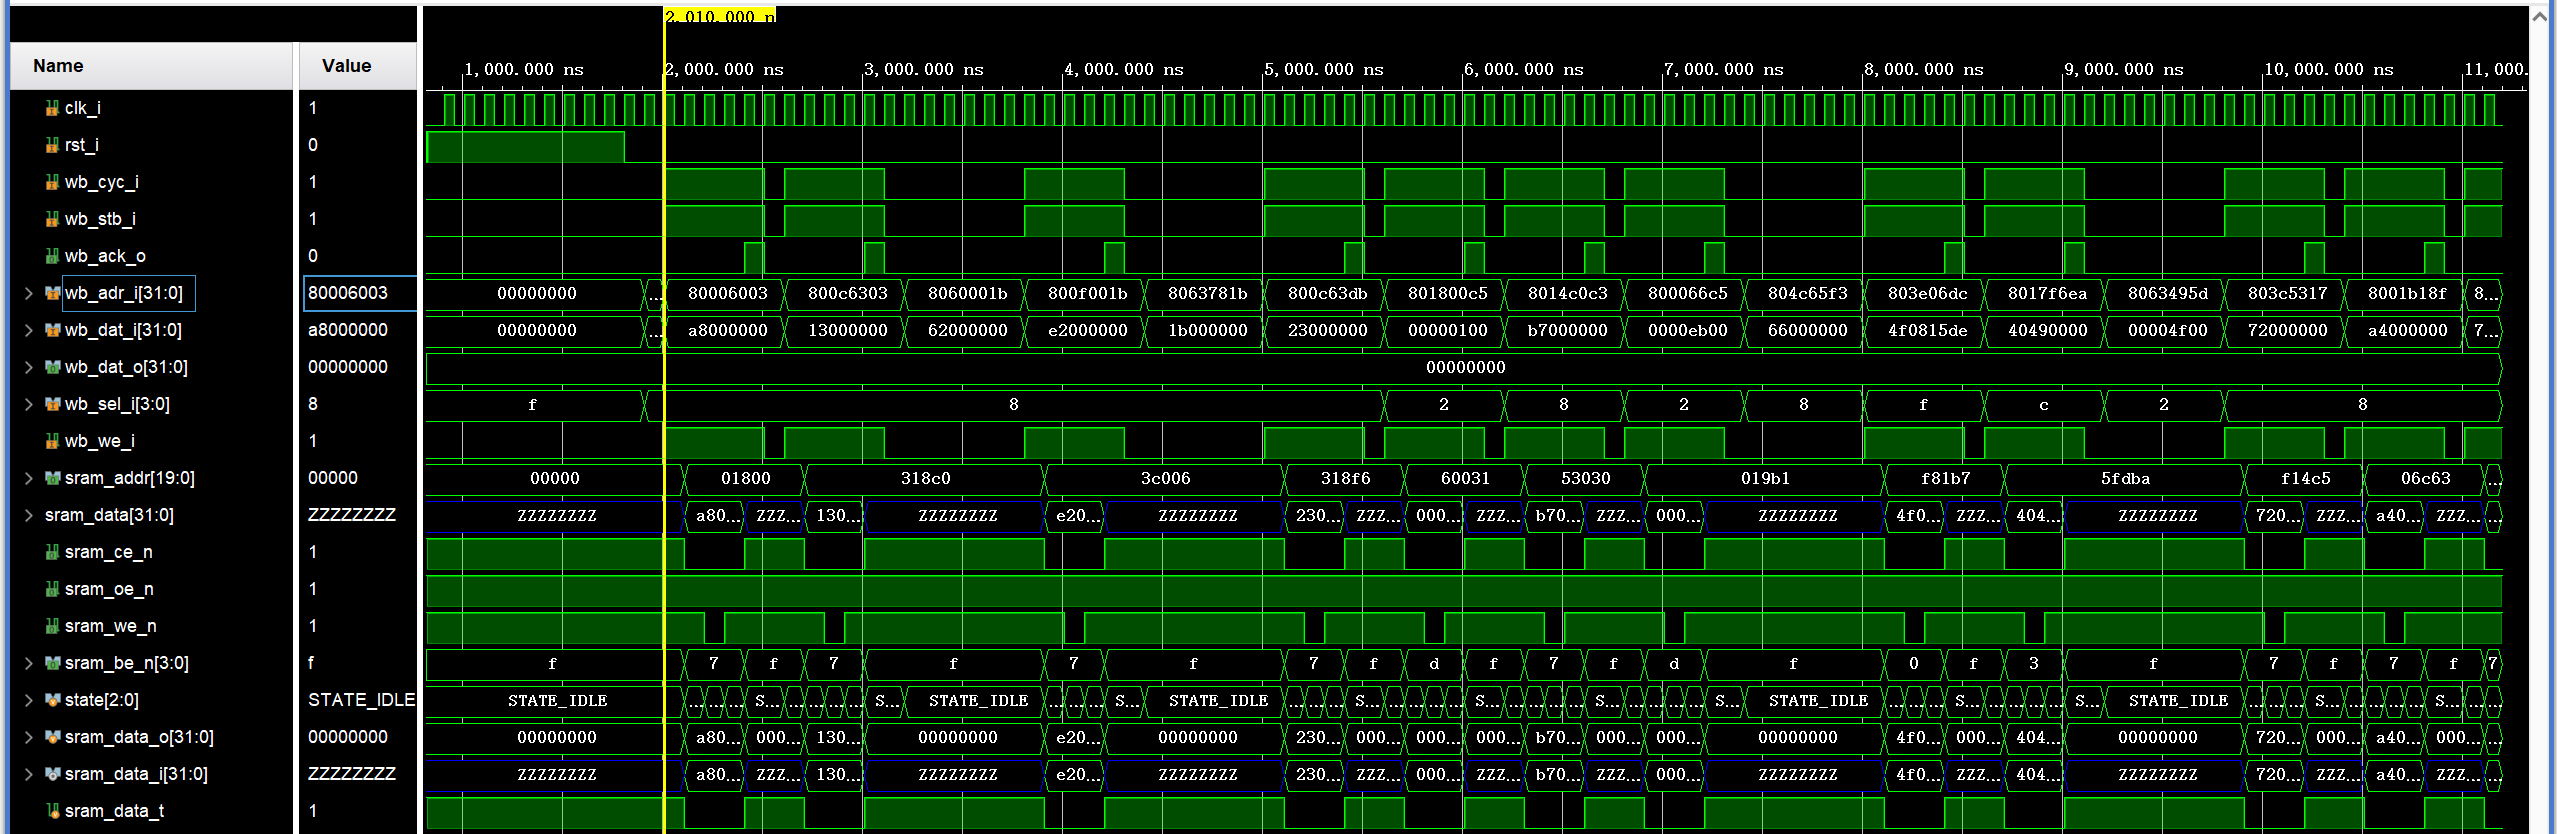 2,010.000 n
Name Value
1,000.000 ns 2,000.000 ns 3,000.000 ns 4,000.000 ns 5,000.000 ns 6,000.000 ns 7,000.000 ns 8,000.000 ns 9,000.000 ns 10,000.000 ns 11,000.
clk_i 1
rst_i 0
wb_cyc_i 1
wb_stb_i 1
wb_ack_o 0
wb_adr_i[31:0] 80006003 00000000 ... 80006003 800c6303 8060001b 800f001b 8063781b 800c63db 801800c5 8014c0c3 800066c5 804c65f3 803e06dc 8017f6ea 8063495d 803c5317 8001b18f 8...
wb_dat_i[31:0] a8000000 00000000 ... a8000000 13000000 62000000 e2000000 1b000000 23000000 00000100 b7000000 0000eb00 66000000 4f0815de 40490000 00004f00 72000000 a4000000 7...
wb_dat_o[31:0] 00000000 00000000
wb_sel_i[3:0] 8 f 8 2 8 2 8 f c 2 8
wb_we_i 1
sram_addr[19:0] 00000 00000 01800 318c0 3c006 318f6 60031 53030 019b1 f81b7 5fdba f14c5 06c63 ...
sram_data[31:0] ZZZZZZZZ ZZZZZZZZ a80... ZZZ... 130... ZZZZZZZZ e20... ZZZZZZZZ 230... ZZZ... 000... ZZZ... b70... ZZZ... 000... ZZZZZZZZ 4f0... ZZZ... 404... ZZZZZZZZ 720... ZZZ... a40... ZZZ... ...
sram_ce_n 1
sram_oe_n 1
sram_we_n 1
sram_be_n[3:0] f f 7 f 7 f 7 f 7 f d f 7 f d f 0 f 3 f 7 f 7 f 7
state[2:0] STATE_IDLE STATE_IDLE ... ... ... S... ... ... ... S... STATE_IDLE ... ... ... S... STATE_IDLE ... ... ... S... ... ... ... S... ... ... ... S... ... ... ... S... STATE_IDLE ... ... ... S... ... ... ... S... STATE_IDLE ... ... ... S... ... ... ... S... ... ...
sram_data_o[31:0] 00000000 00000000 a80... 000... 130... 00000000 e20... 00000000 230... 000... 000... 000... b70... 000... 000... 00000000 4f0... 000... 404... 00000000 720... 000... a40... 000... ...
sram_data_i[31:0] ZZZZZZZZ ZZZZZZZZ a80... ZZZ... 130... ZZZZZZZZ e20... ZZZZZZZZ 230... ZZZ... 000... ZZZ... b70... ZZZ... 000... ZZZZZZZZ 4f0... ZZZ... 404... ZZZZZZZZ 720... ZZZ... a40... ZZZ... ...
sram_data_t 1